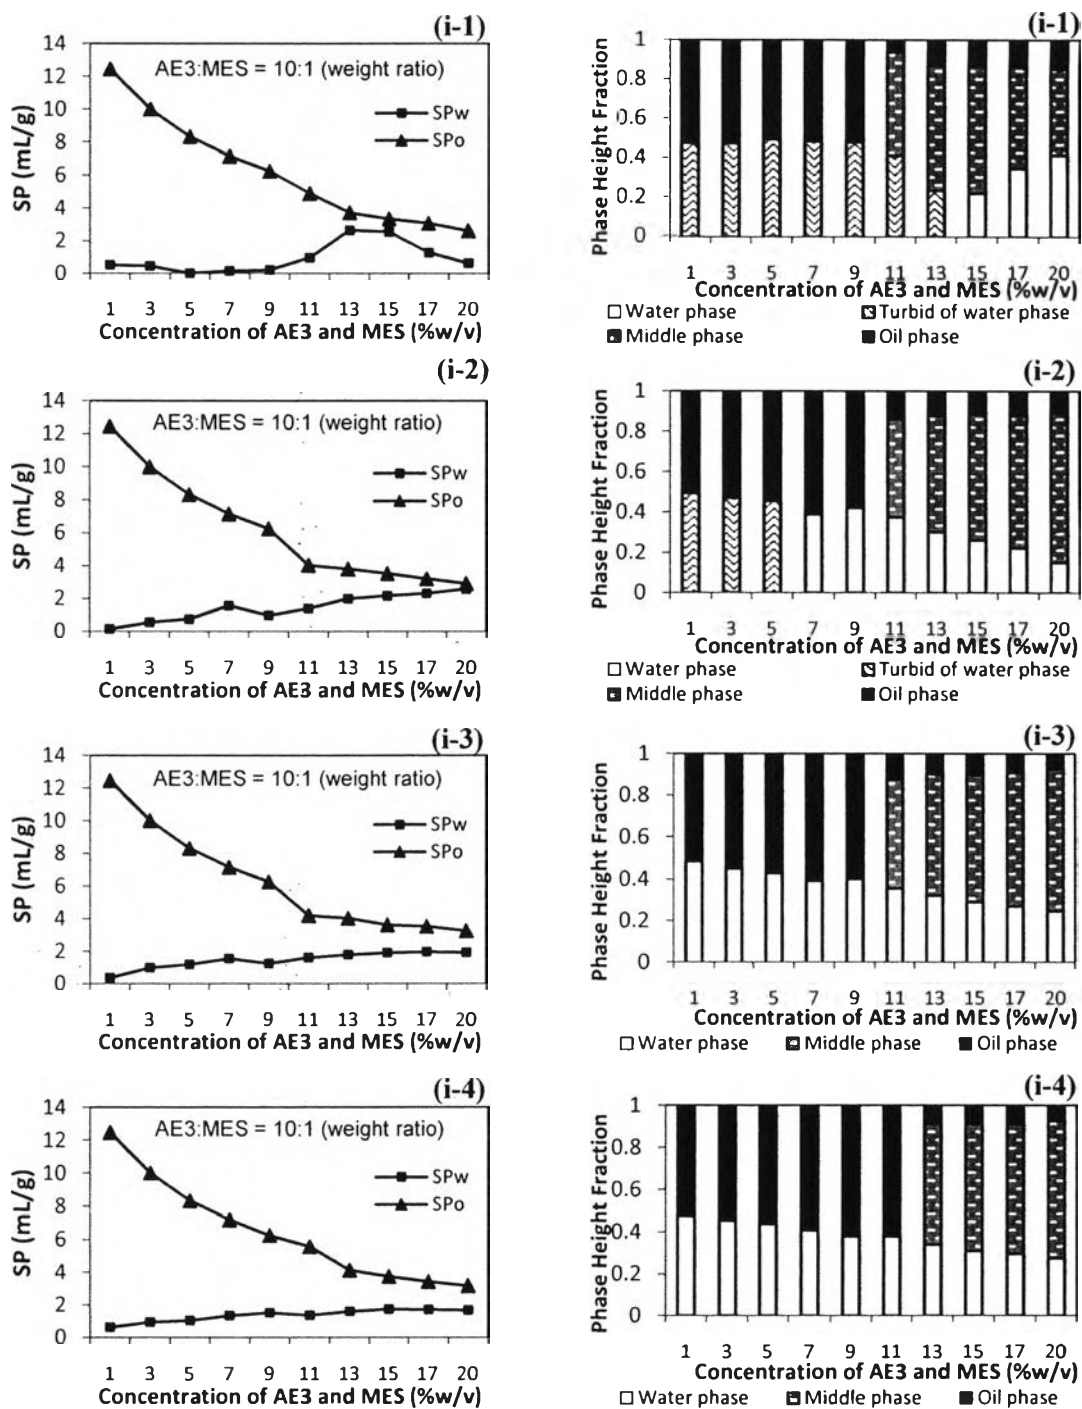 (i-1)
14
12
10
8
6
4
2
0
SP (mL/g)
AE3:MES = 10:1 (weight ratio)
SPw
SPo
1 3 5 7 9 11 13 15 17 20
Concentration of AE3 and MES (%w/v)
(i-1)
1
0.8
0.6
0.4
0.2
0
Phase Height Fraction
1 3 5 7 9 11 13 15 17 20
Concentration of AE3 and MES (%w/v)
Water phase Turbid of water phase
Middle phase Oil phase
(i-2)
14
12
10
8
6
4
2
0
SP (mL/g)
AE3:MES = 10:1 (weight ratio)
SPw
SPo
1 3 5 7 9 11 13 15 17 20
Concentration of AE3 and MES (%w/v)
(i-2)
1
0.8
0.6
0.4
0.2
0
Phase Height Fraction
1 3 5 7 9 11 13 15 17 20
Concentration of AE3 and MES (%w/v)
Water phase Turbid of water phase
Middle phase Oil phase
(i-3)
14
12
10
8
6
4
2
0
SP (mL/g)
AE3:MES = 10:1 (weight ratio)
SPw
SPo
1 3 5 7 9 11 13 15 17 20
Concentration of AE3 and MES (%w/v)
(i-3)
1
0.8
0.6
0.4
0.2
0
Phase Height Fraction
1 3 5 7 9 11 13 15 17 20
Concentration of AE3 and MES (%w/v)
Water phase Middle phase Oil phase
(i-4)
14
12
10
8
6
4
2
0
SP (mL/g)
AE3:MES = 10:1 (weight ratio)
SPw
SPo
1 3 5 7 9 11 13 15 17 20
Concentration of AE3 and MES (%w/v)
(i-4)
1
0.8
0.6
0.4
0.2
0
Phase Height Fraction
1 3 5 7 9 11 13 15 17 20
Concentration of AE3 and MES (%w/v)
Water phase Middle phase Oil phase